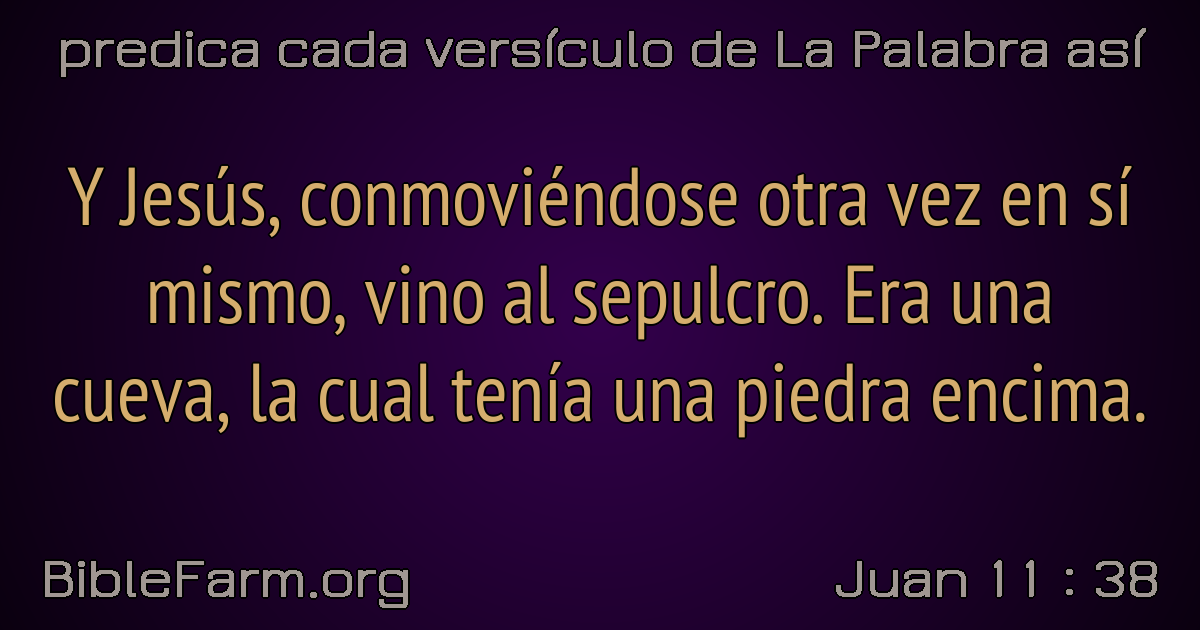 predica cada versículo de La Palabra así
Y Jesús, conmoviéndose otra vez en sí
mismo, vino al sepulcro. Era una
cueva, la cual tenía una piedra encima.
BibleFarm.org
Juan 11 : 38